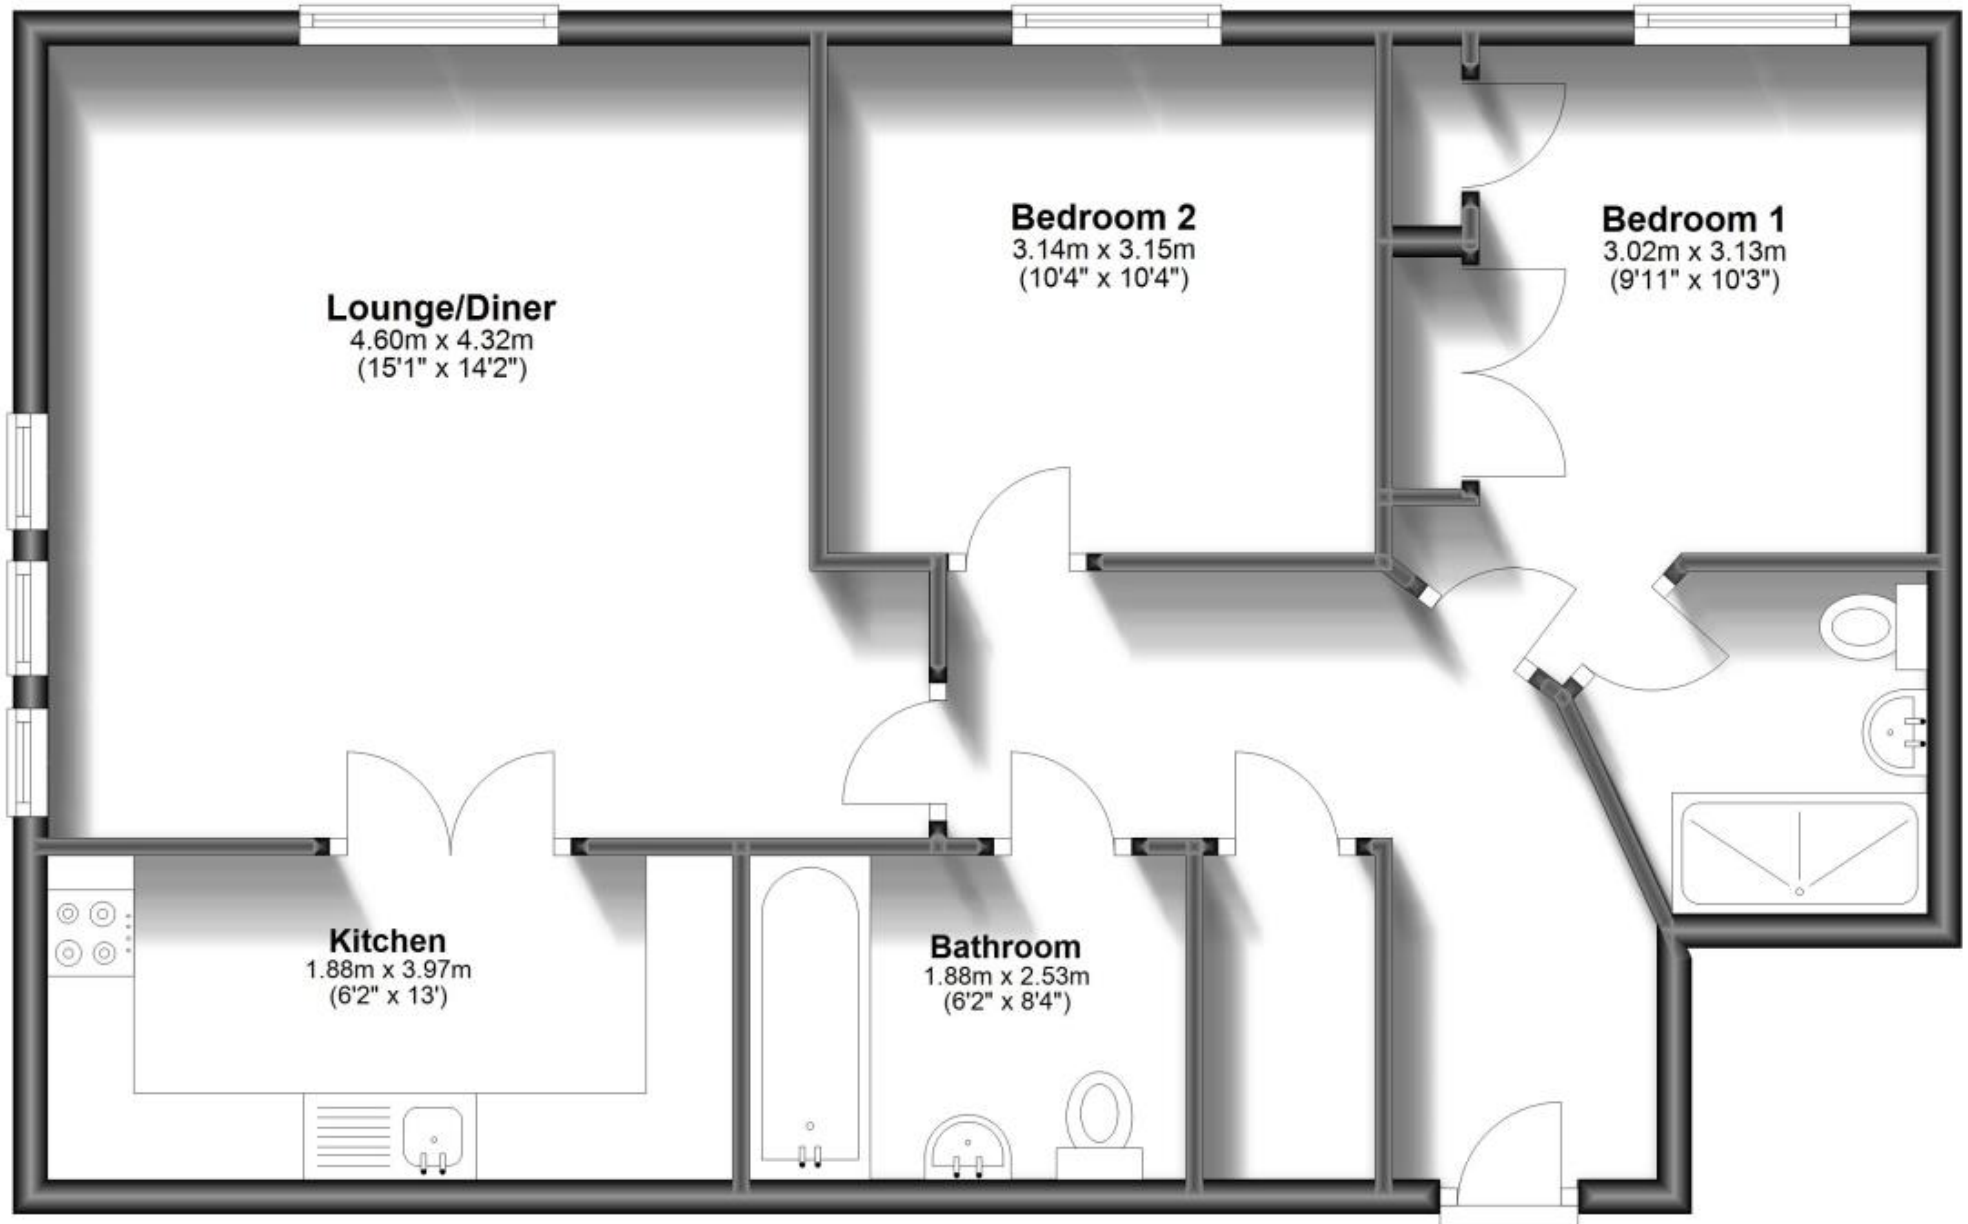 Lounge/Diner
4.60m x 4.32m
(15'1" x 14'2")
Bedroom 2
3.14m x 3.15m
(10'4" x 10'4")
Bedroom 1
3.02m x 3.13m
(9'11" x 10'3")
Kitchen
1.88m x 3.97m
(6'2" x 13')
Bathroom
1.88m x 2.53m
(6'2" x 8'4")